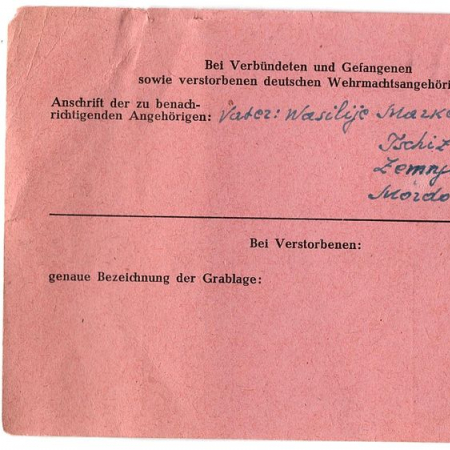 Bei Verbündeten und Gefangenen
sowie verstorbenen deutschen Wehrmachtsangehöri
Anschrift der zu benach-
richtigenden Angehörigen: Vater: Wasilije Marko
Tschiz
Zemny
Mordo
Bei Verstorbenen:
genaue Bezeichnung der Grablage: